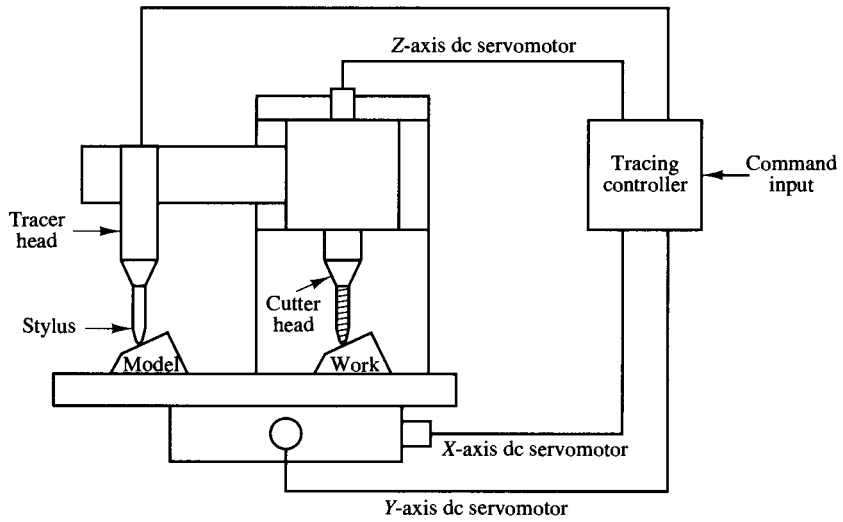 Z-axis dc servomotor
Tracing
controller
Command
input
Tracer
head
Cutter
head
Stylus
Model
Work
X-axis dc servomotor
Y-axis dc servomotor